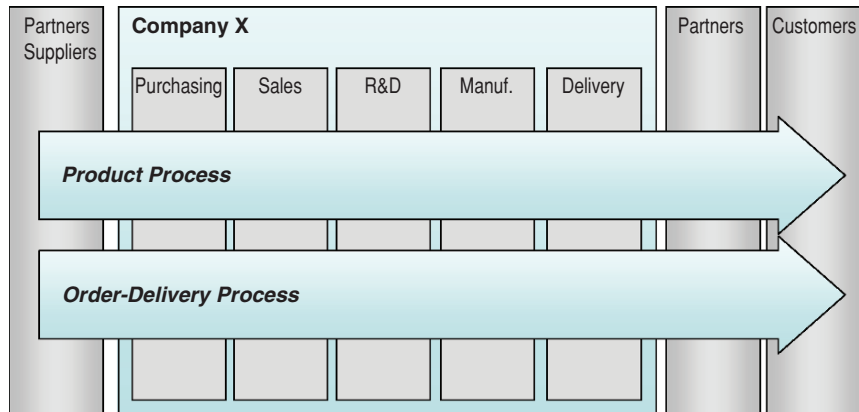 Partners
Suppliers
Company X
Partners
Customers
Purchasing
Sales
R&D
Manuf.
Delivery
Product Process
Order-Delivery Process